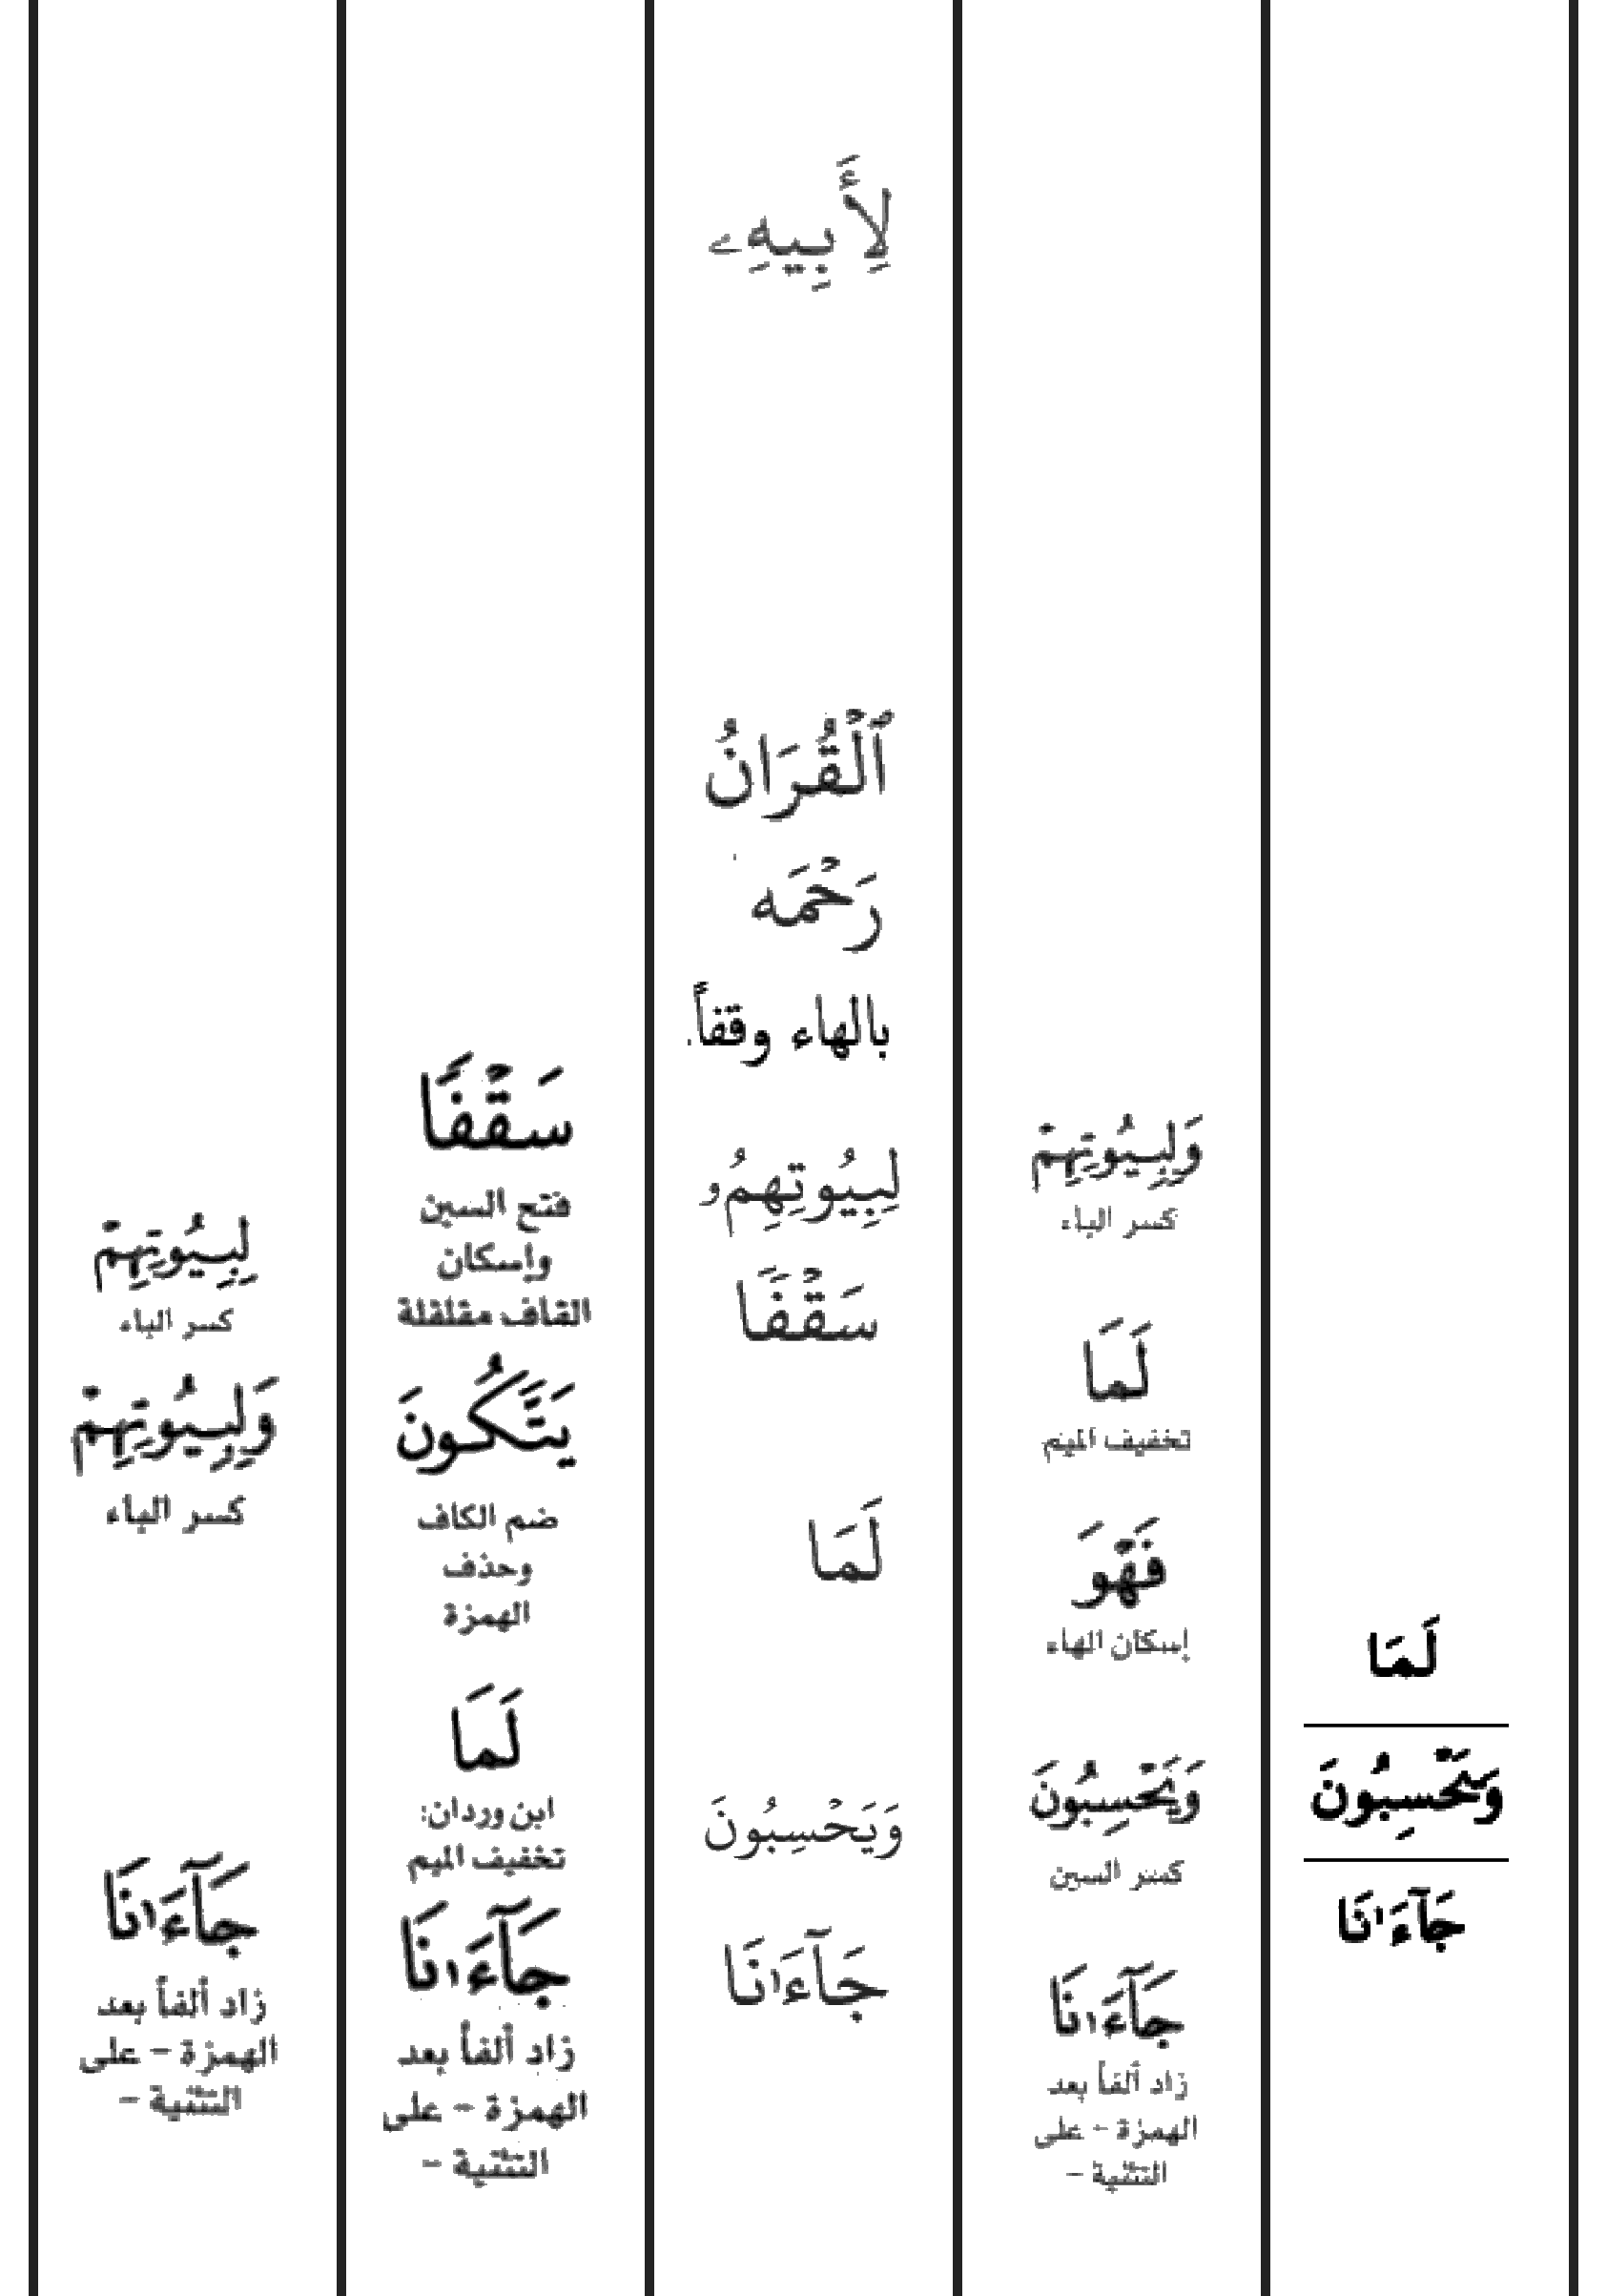 لَمَا
وَيَحْسِبُونَ
جَآءَانَا
وَلِبِيُوتِهِمْ
كسر الباء
لَمَا
تخفيف الميم
فَهْوَ
إسكان الهاء
وَيَحْسِبُونَ
كسر السين
جَآءَانَا
زاد ألفاً بعد
الهمزة - على
التثنية -
لِأَبِيهِۦ
ٱلْقُرَانُ
رَحْمَه
بالهاء وقفاً.
لِبِيُوتِهِمُۥ
سَقْفًا
لَمَا
وَيَحْسِبُونَ
جَآءَانَا
سَقْفًا
فتح السين
وإسكان
القاف مقلقلة
يَتَّكُونَ
ضم الكاف
وحذف
الهمزة
لَمَا
ابن وردان:
تخفيف الميم
جَآءَانَا
زاد ألفاً بعد
الهمزة - على
التثنية -
لِبِيُوتِهِمْ
كسر الباء
وَلِبِيُوتِهِمْ
كسر الباء
جَآءَانَا
زاد ألفاً بعد
الهمزة - على
التثنية -